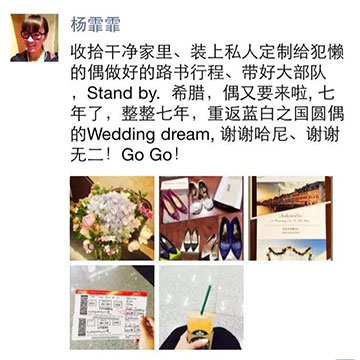 杨霏霏
收拾干净家里、装上私人定制给犯懒
的偶做好的路书行程、带好大部队
，Stand by. 希腊，偶又要来啦，七
年了，整整七年，重返蓝白之国圆偶
的Wedding dream, 谢谢哈尼、谢谢
无二！Go Go！